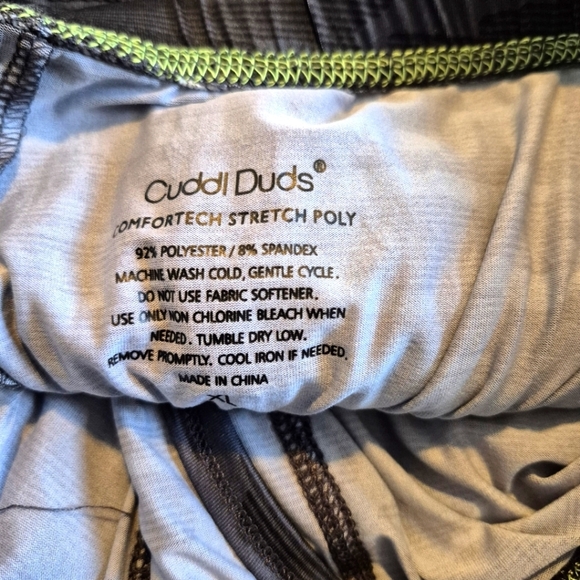 Cuddl Duds®
COMFORTECH STRETCH POLY
92% POLYESTER / 8% SPANDEX
MACHINE WASH COLD, GENTLE CYCLE.
DO NOT USE FABRIC SOFTENER.
USE ONLY NON CHLORINE BLEACH WHEN
NEEDED. TUMBLE DRY LOW.
REMOVE PROMPTLY. COOL IRON IF NEEDED.
MADE IN CHINA
XL